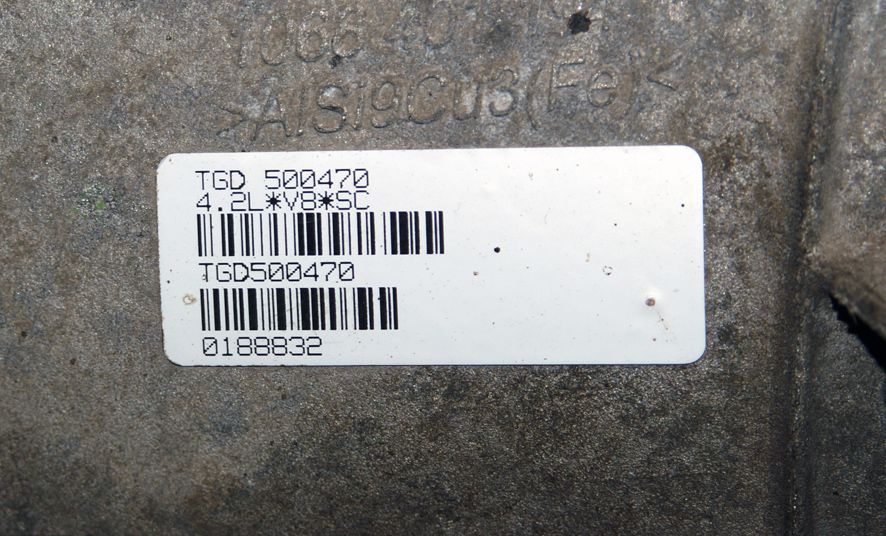 >AlSi9Cu3(Fe)<
TGD 500470
4.2L*V8*SC
TGD500470
0188832